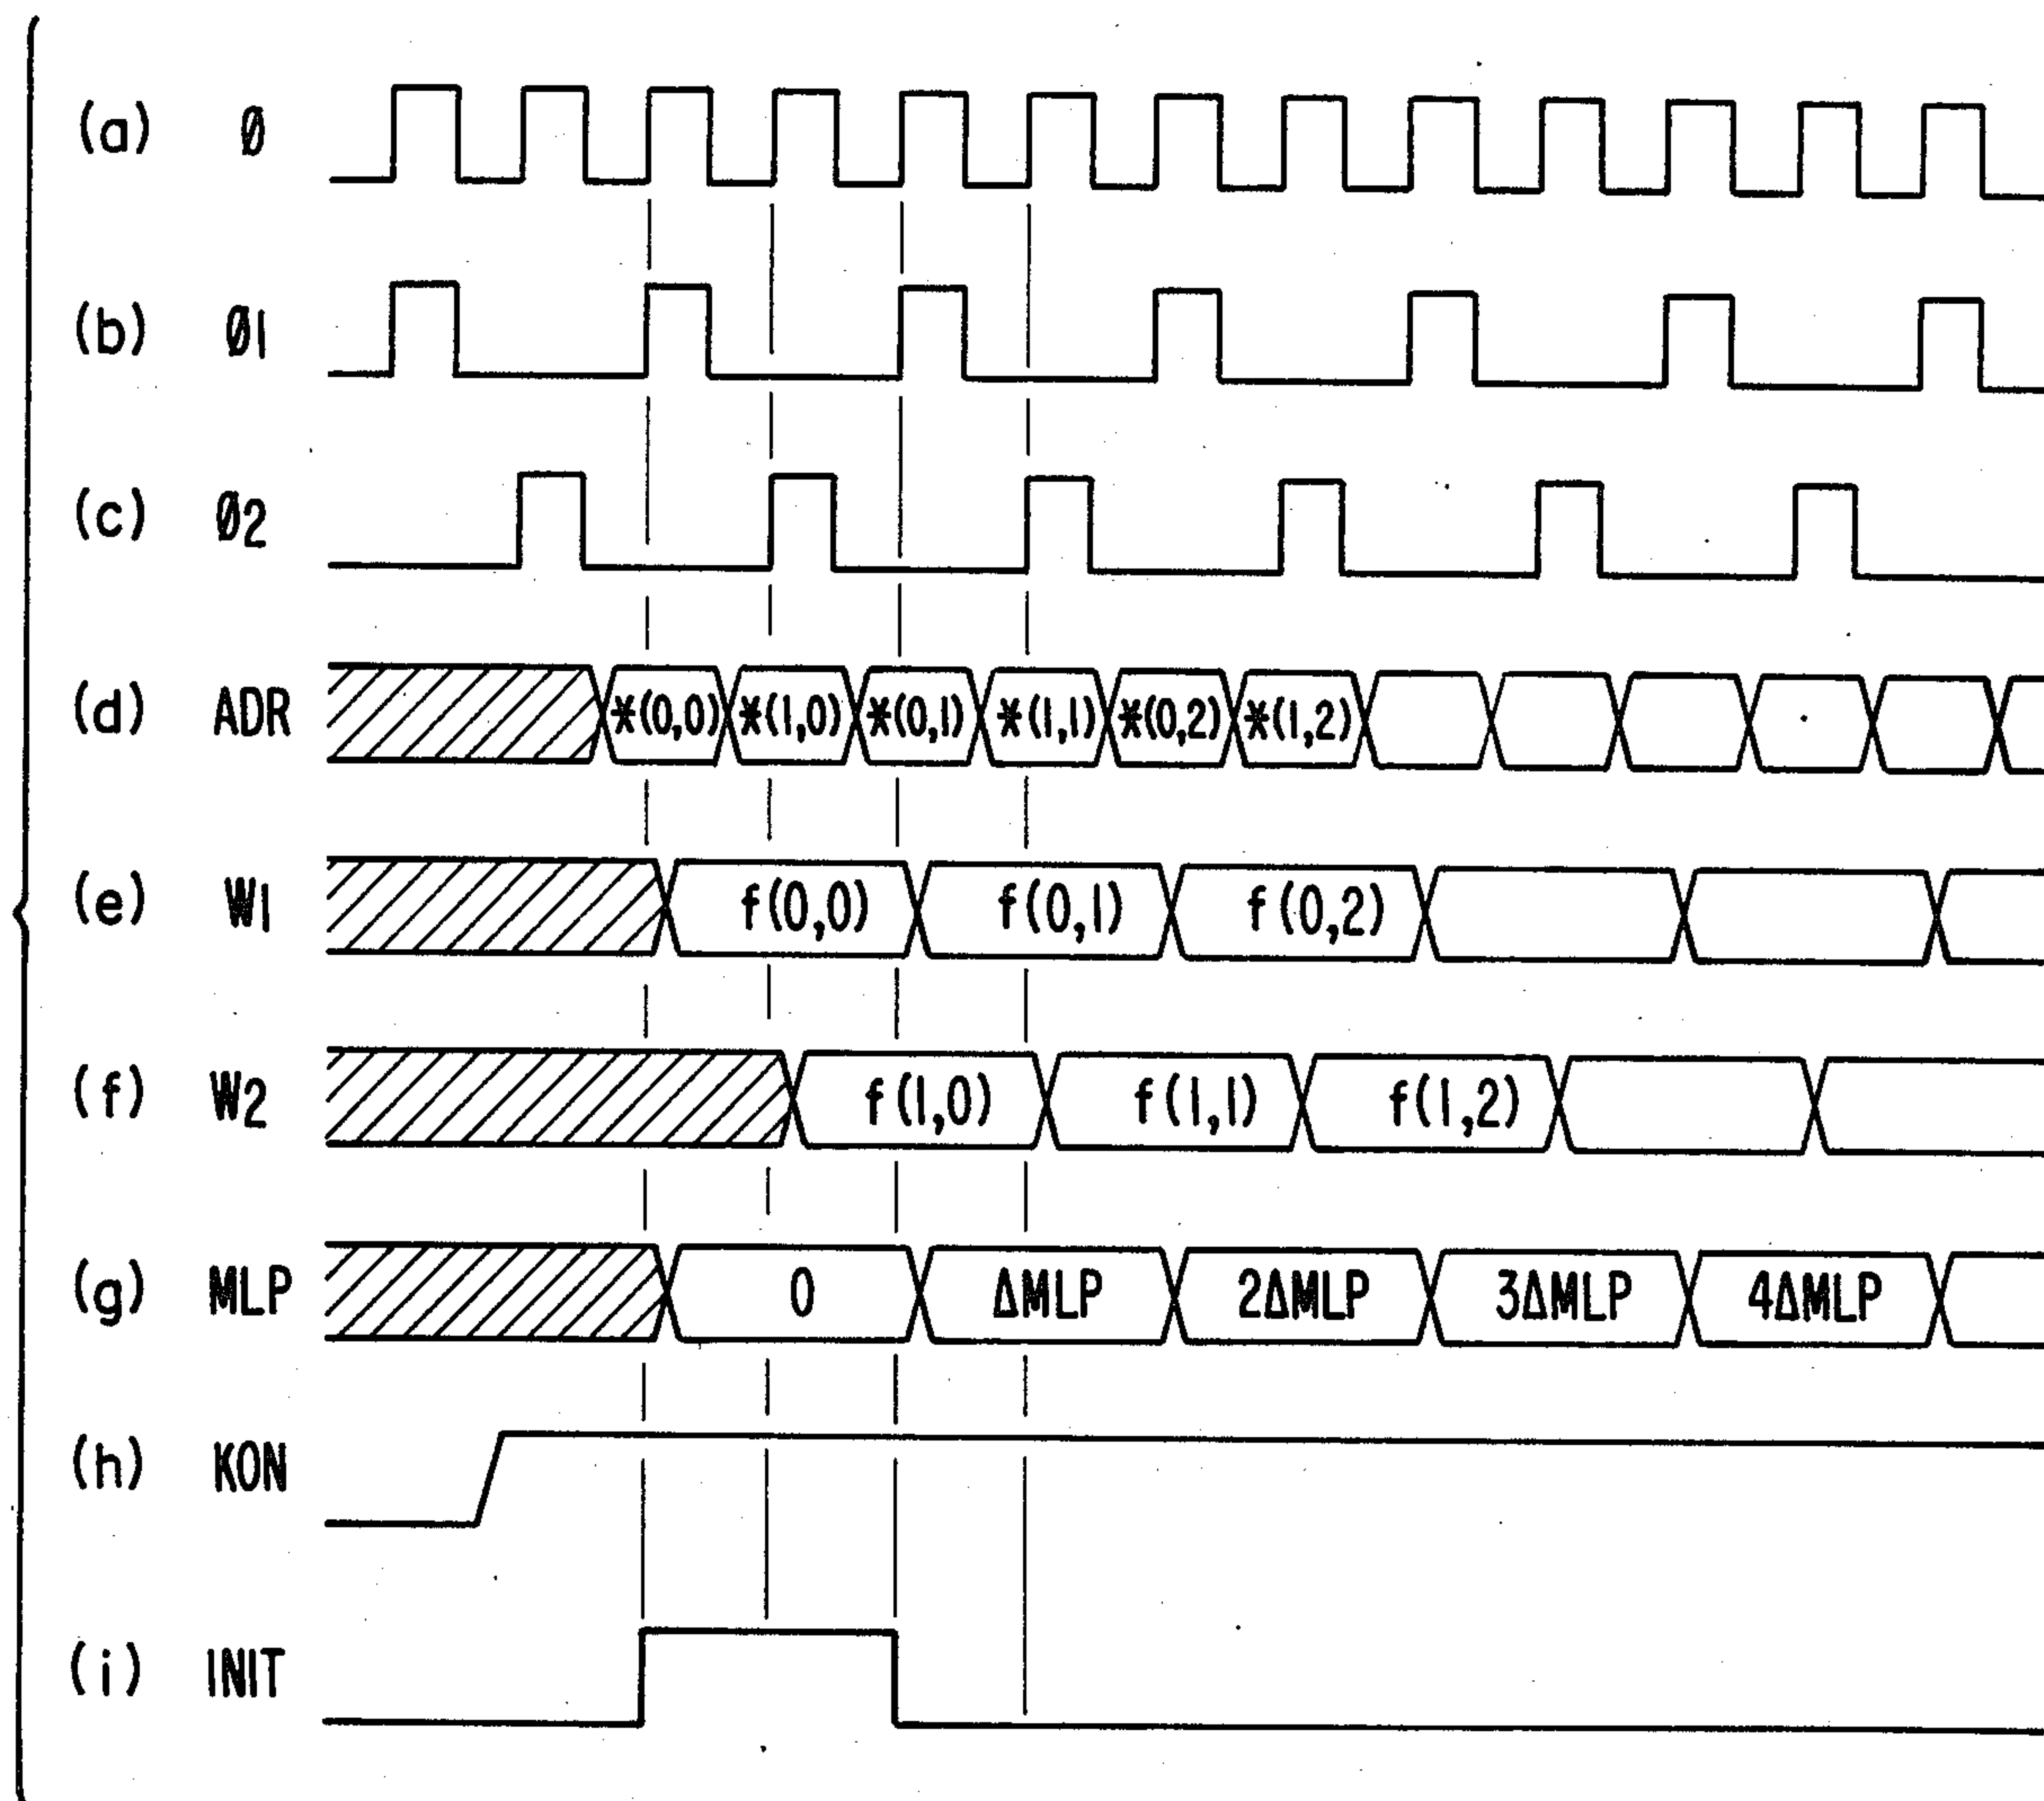 (a) Ø
(b) Ø1
(c) Ø2
(d) ADR *(0,0) *(1,0) *(0,1) *(1,1) *(0,2) *(1,2)
(e) W1 f(0,0) f(0,1) f(0,2)
(f) W2 f(1,0) f(1,1) f(1,2)
(g) MLP 0 ΔMLP 2ΔMLP 3ΔMLP 4ΔMLP
(h) KON
(i) INIT